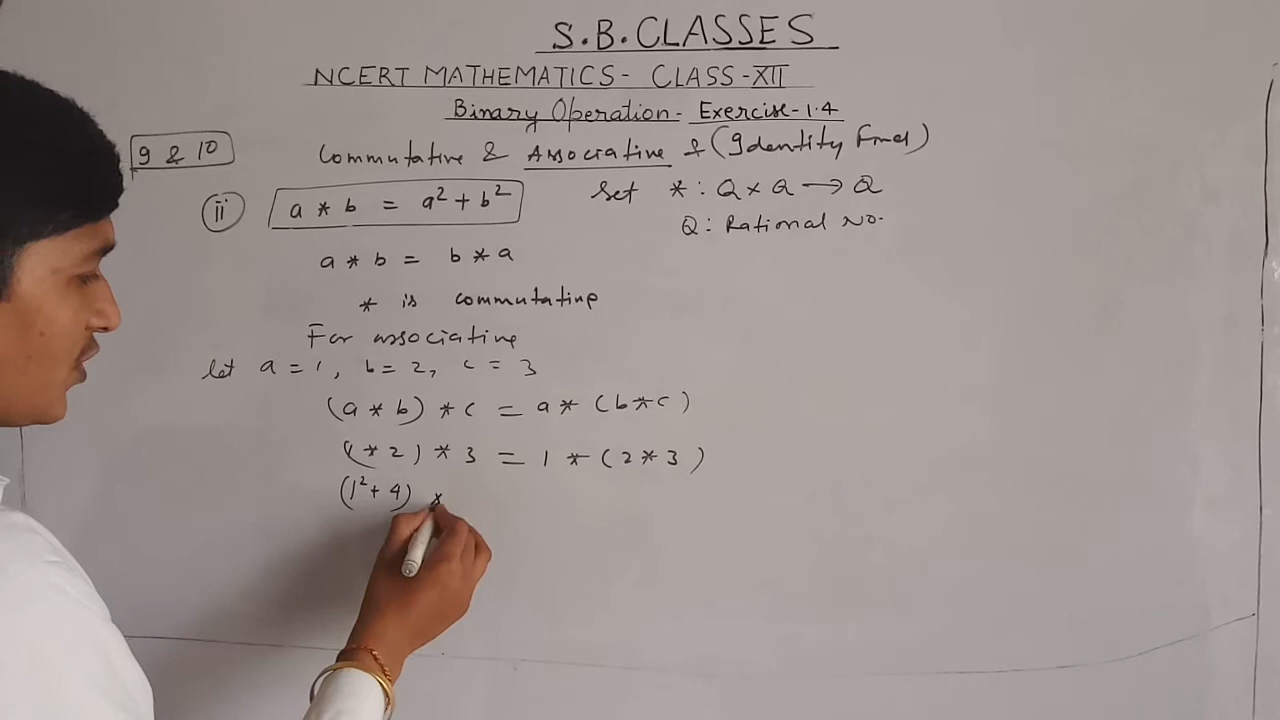 S.B.CLASSES
NCERT MATHEMATICS - CLASS-XII
Binary Operation - Exercise-1.4
9 & 10
Commutative & Associative & (Identity Find)
ii a * b = a² + b² Set * : Q × Q → Q
Q : Rational No.
a * b = b * a
* is commutative
For associative
let a = 1, b = 2, c = 3
(a * b) * c = a * (b * c)
(1 * 2) * 3 = 1 * (2 * 3)
(1² + 4) *